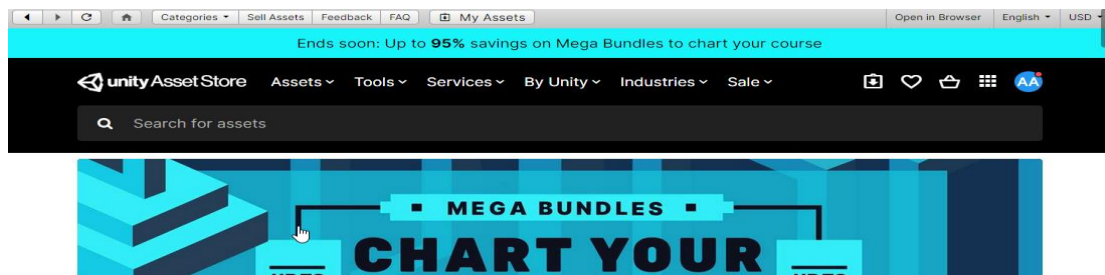 Categories Sell Assets Feedback FAQ My Assets Open in Browser English USD
Ends soon: Up to 95% savings on Mega Bundles to chart your course
unity Asset Store Assets Tools Services By Unity Industries Sale AA
Search for assets
MEGA BUNDLES
CHART YOUR